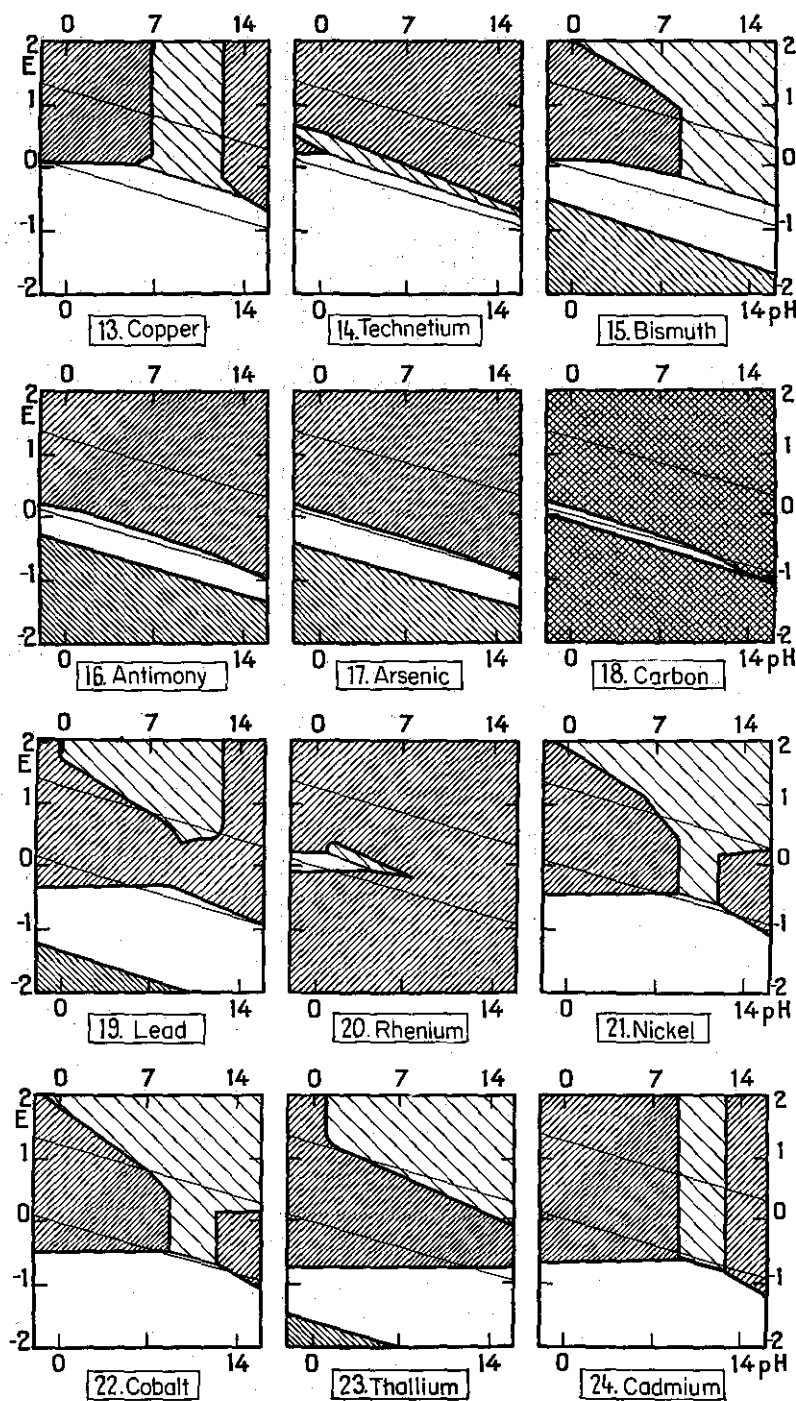 0 7 14 0 7 14 0 7 14
2 2
E
1 1
0 0
-1 -1
-2 -2
0 14 0 14 0 14 pH
13. Copper 14. Technetium 15. Bismuth
0 7 14 0 7 14 0 7 14
2 2
E
1 1
0 0
-1 -1
-2 -2
0 14 0 14 0 14 pH
16. Antimony 17. Arsenic 18. Carbon
0 7 14 0 7 14 0 7 14
2 2
E
1 1
0 0
-1 -1
-2 -2
0 14 0 14 0 14 pH
19. Lead 20. Rhenium 21. Nickel
0 7 14 0 7 14 0 7 14
2 2
E
1 1
0 0
-1 -1
-2 -2
0 14 0 14 0 14 pH
22. Cobalt 23. Thallium 24. Cadmium